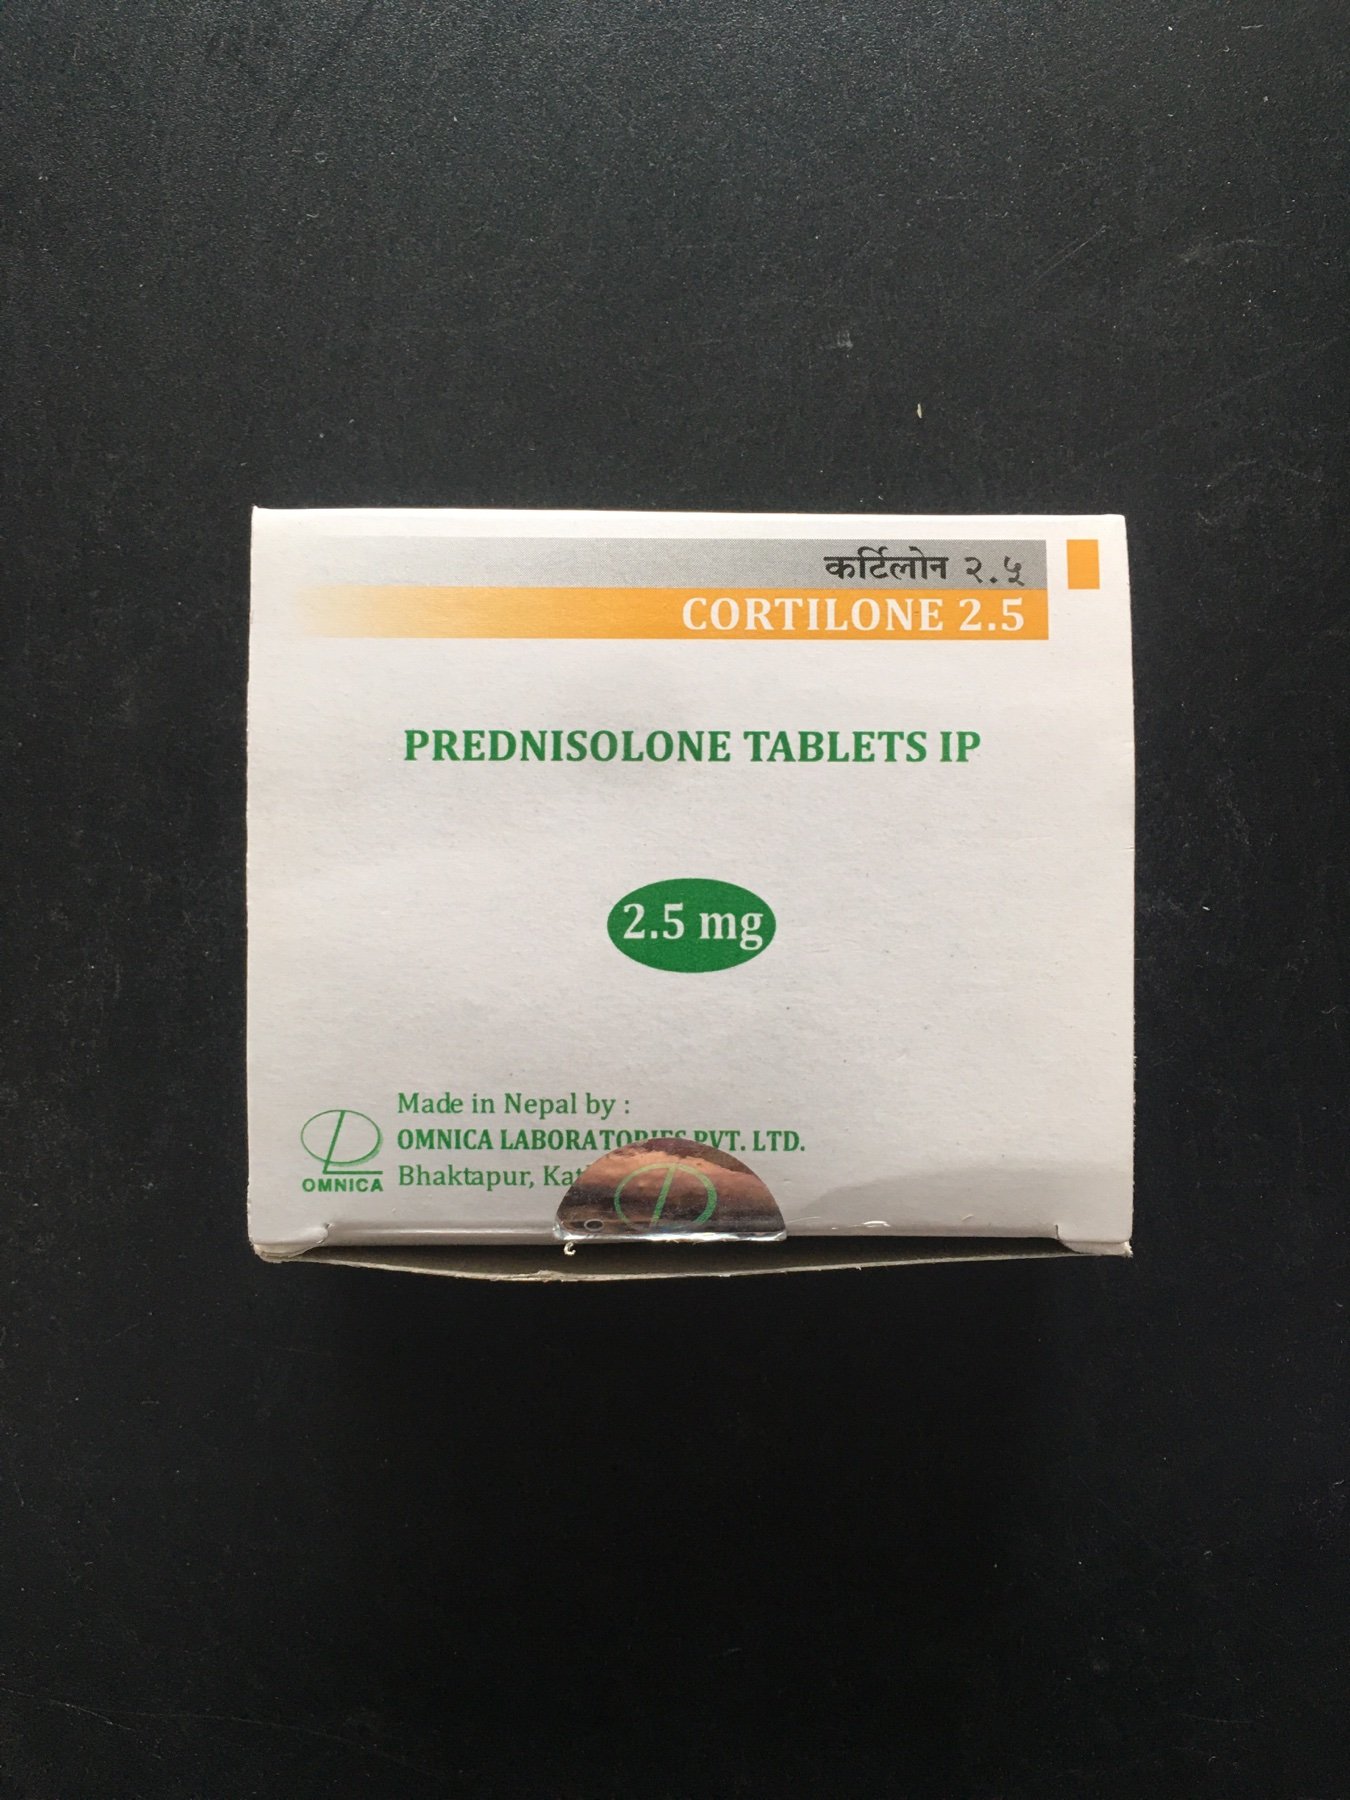 कर्टिलोन २.५
CORTILONE 2.5
PREDNISOLONE TABLETS IP
2.5 mg
Made in Nepal by :
OMNICA LABORATORIES PVT. LTD.
Bhaktapur,
OMNICA